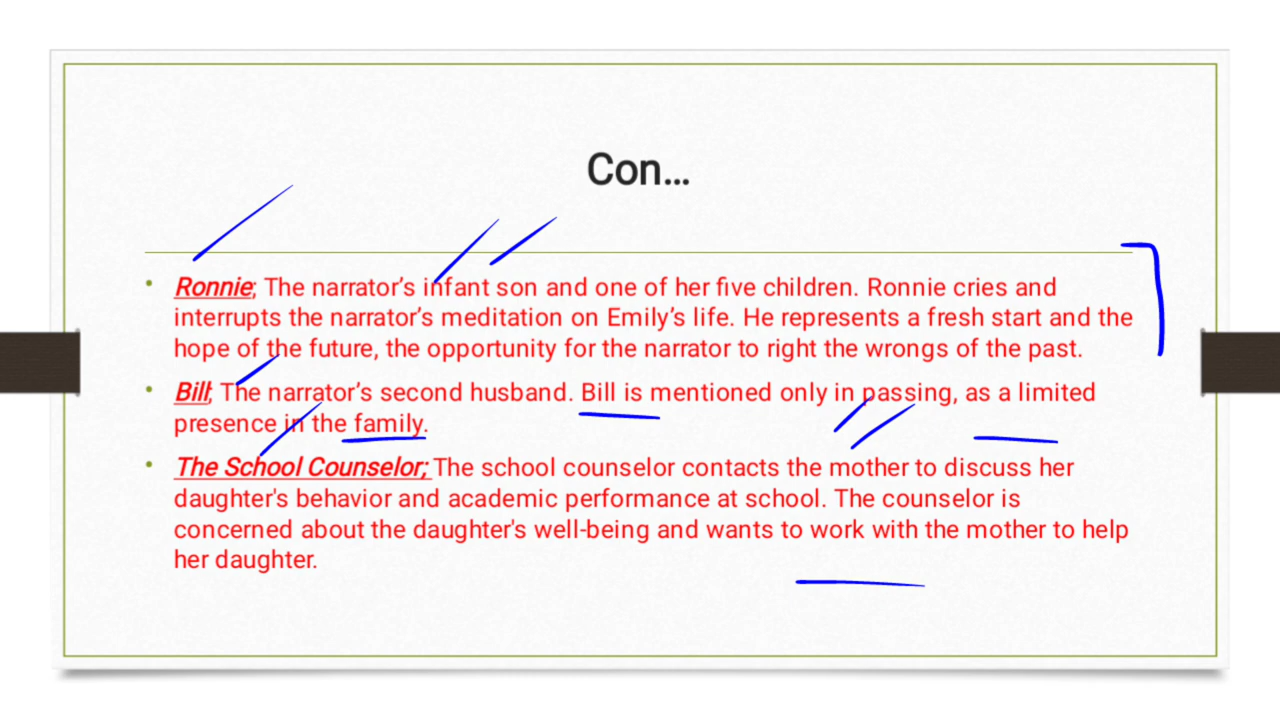 Con...
• Ronnie; The narrator’s infant son and one of her five children. Ronnie cries and
interrupts the narrator’s meditation on Emily’s life. He represents a fresh start and the
hope of the future, the opportunity for the narrator to right the wrongs of the past.
• Bill; The narrator’s second husband. Bill is mentioned only in passing, as a limited
presence in the family.
• The School Counselor; The school counselor contacts the mother to discuss her
daughter's behavior and academic performance at school. The counselor is
concerned about the daughter's well-being and wants to work with the mother to help
her daughter.